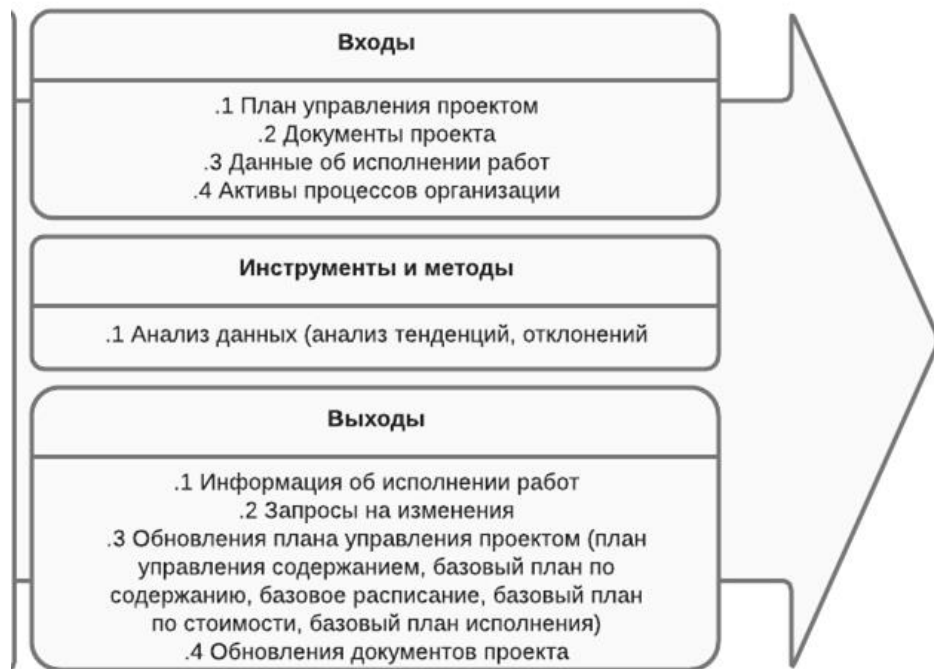 Входы
.1 План управления проектом
.2 Документы проекта
.3 Данные об исполнении работ
.4 Активы процессов организации
Инструменты и методы
.1 Анализ данных (анализ тенденций, отклонений
Выходы
.1 Информация об исполнении работ
.2 Запросы на изменения
.3 Обновления плана управления проектом (план
управления содержанием, базовый план по
содержанию, базовое расписание, базовый план
по стоимости, базовый план исполнения)
.4 Обновления документов проекта